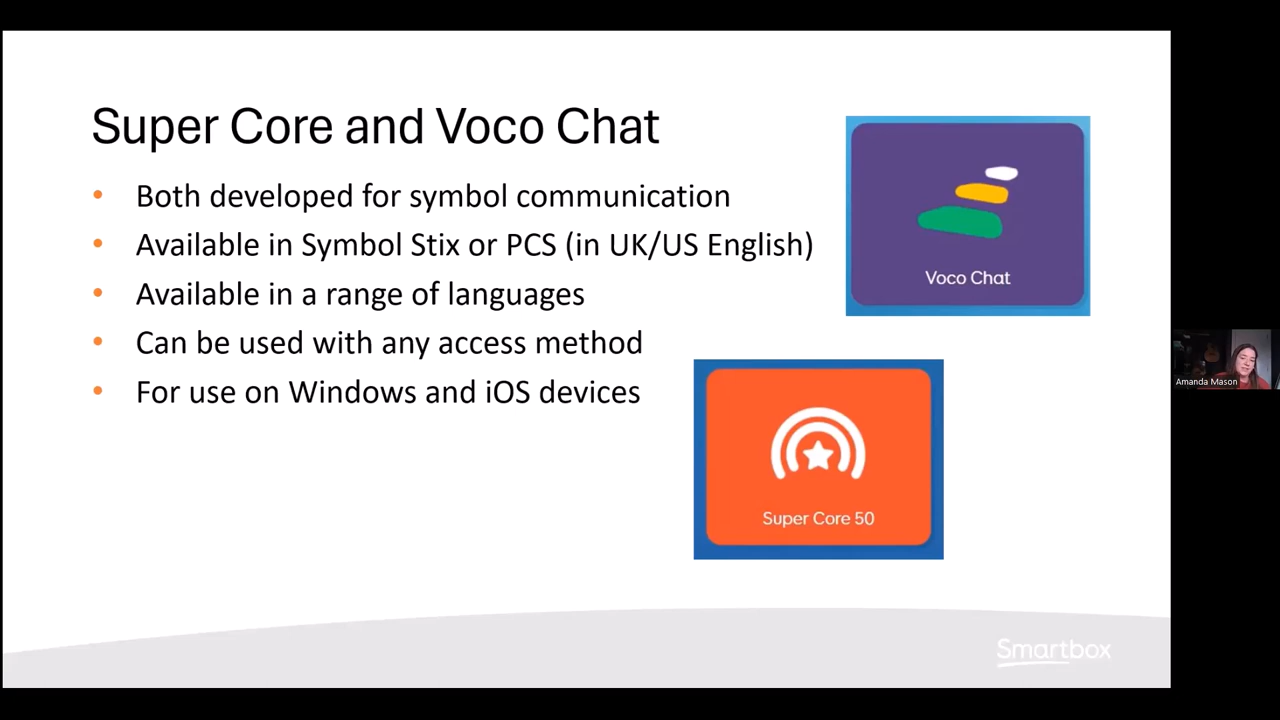 Super Core and Voco Chat
• Both developed for symbol communication
• Available in Symbol Stix or PCS (in UK/US English)
• Available in a range of languages
• Can be used with any access method
• For use on Windows and iOS devices
Voco Chat
Super Core 50
Amanda Mason
Smartbox